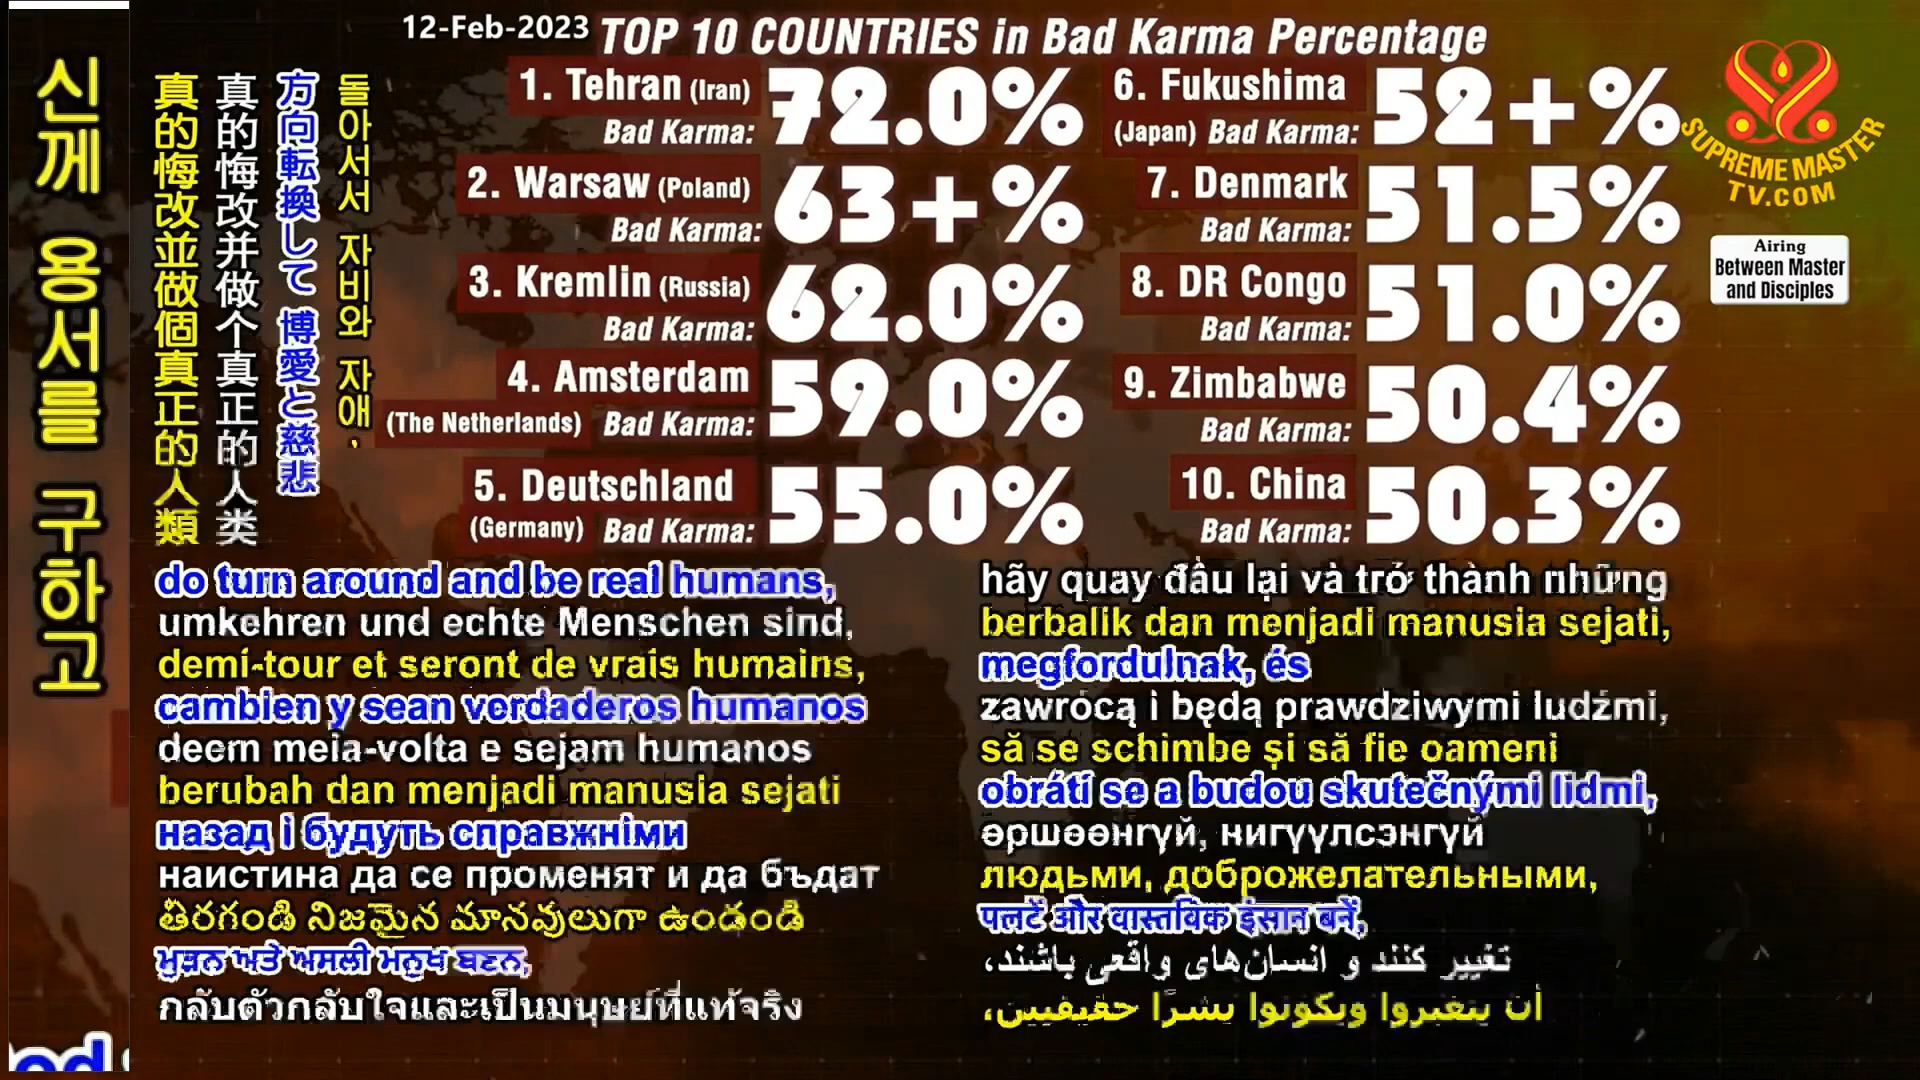 12-Feb-2023
TOP 10 COUNTRIES in Bad Karma Percentage
1. Tehran (Iran)
Bad Karma: 72.0%
2. Warsaw (Poland)
Bad Karma: 63+%
3. Kremlin (Russia)
Bad Karma: 62.0%
4. Amsterdam
(The Netherlands) Bad Karma: 59.0%
5. Deutschland
(Germany) Bad Karma: 55.0%
6. Fukushima
(Japan) Bad Karma: 52+%
7. Denmark
Bad Karma: 51.5%
8. DR Congo
Bad Karma: 51.0%
9. Zimbabwe
Bad Karma: 50.4%
10. China
Bad Karma: 50.3%
SUPREME MASTER
TV.COM
Airing
Between Master
and Disciples
신께 용서를 구하고
真的悔改並做個真正的人類
真的悔改并做个真正的人类
方向転換して 博愛と慈悲
돌아서서 자비와 자애,
do turn around and be real humans,
umkehren und echte Menschen sind,
demi-tour et seront de vrais humains,
cambien y sean verdaderos humanos
deem meia-volta e sejam humanos
berubah dan menjadi manusia sejati
назад і будуть справжніми
наистина да се променят и да бъдат
తిరగండి నిజమైన మానవులుగా ఉండండి
ਮੁੜਨ ਅਤੇ ਅਸਲੀ ਮਨੁਖ ਬਣਨ,
กลับตัวกลับใจและเป็นมนุษย์ที่แท้จริง
hãy quay đầu lại và trở thành những
berbalik dan menjadi manusia sejati,
megfordulnak, és
zawrócą i będą prawdziwymi ludźmi,
să se schimbe și să fie oameni
obrátí se a budou skutečnými lidmi,
өршөөнгүй, нигүүлсэнгүй
людьми, доброжелательными,
पलटें और वास्तविक इंसान बनें,
تغییر کنند و انسان‌های واقعی باشند،
أن يتغيروا ويكونوا بشرًا حقيقيين،